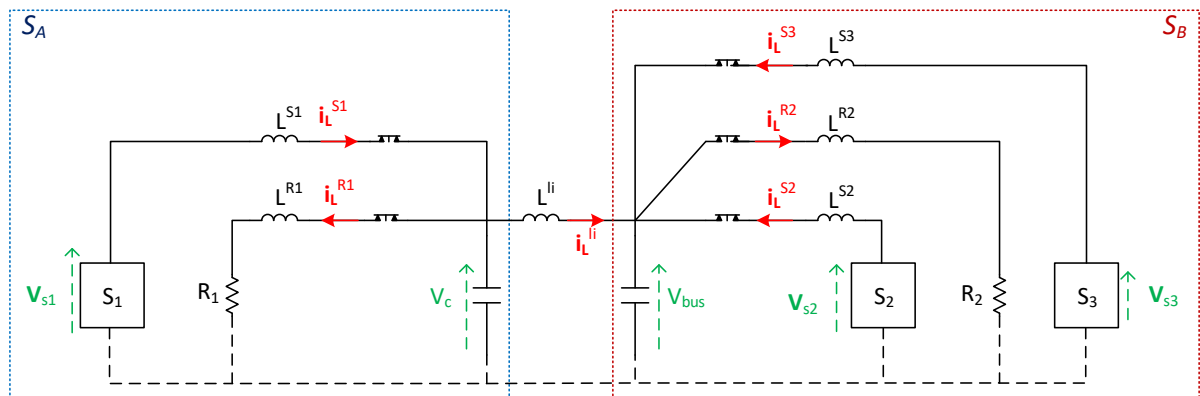 S_A
S_B
i_L^S3
L^S3
L^S1
i_L^S1
i_L^R2
L^R2
L^R1
i_L^R1
L^li
i_L^li
i_L^S2
L^S2
V_s1
S_1
R_1
V_c
V_bus
V_s2
S_2
R_2
S_3
V_s3